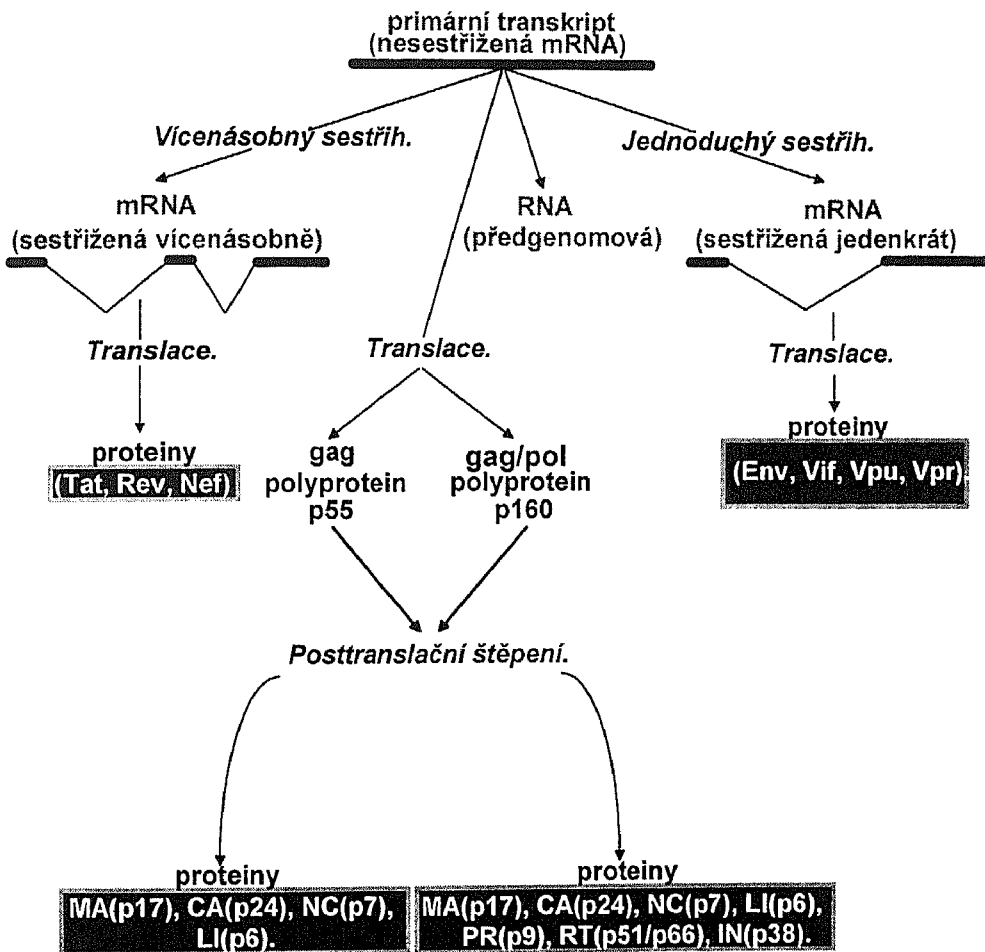 primární transkript
(nesestřižená mRNA)
Vícenásobný sestřih.
Jednoduchý sestřih.
mRNA
(sestřižená vícenásobně)
RNA
(předgenomová)
mRNA
(sestřižená jedenkrát)
Translace.
Translace.
Translace.
proteiny
(Tat, Rev, Nef)
gag
polyprotein
p55
gag/pol
polyprotein
p160
proteiny
(Env, Vif, Vpu, Vpr)
Posttranslační štěpení.
proteiny
MA(p17), CA(p24), NC(p7),
LI(p6).
proteiny
MA(p17), CA(p24), NC(p7), LI(p6),
PR(p9), RT(p51/p66), IN(p38).